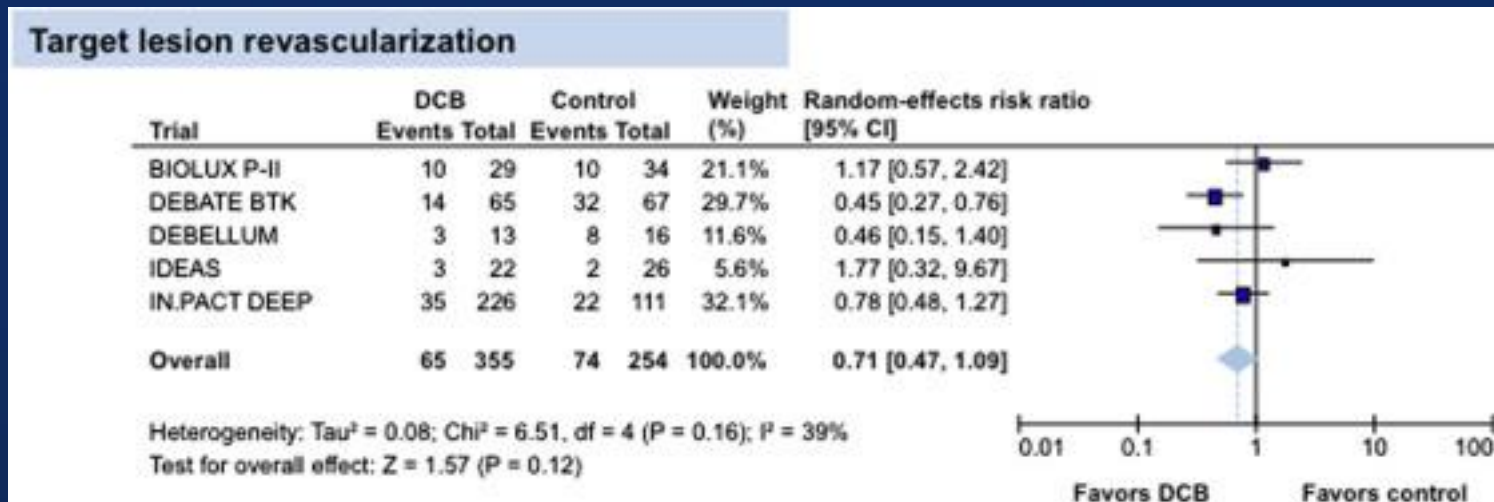 Target lesion revascularization
DCB Control Weight Random-effects risk ratio
Trial Events Total Events Total (%) [95% CI]
BIOLUX P-II 10 29 10 34 21.1% 1.17 [0.57, 2.42]
DEBATE BTK 14 65 32 67 29.7% 0.45 [0.27, 0.76]
DEBELLUM 3 13 8 16 11.6% 0.46 [0.15, 1.40]
IDEAS 3 22 2 26 5.6% 1.77 [0.32, 9.67]
IN.PACT DEEP 35 226 22 111 32.1% 0.78 [0.48, 1.27]
Overall 65 355 74 254 100.0% 0.71 [0.47, 1.09]
Heterogeneity: Tau² = 0.08; Chi² = 6.51, df = 4 (P = 0.16); I² = 39%
Test for overall effect: Z = 1.57 (P = 0.12)
0.01 0.1 1 10 100
Favors DCB Favors control